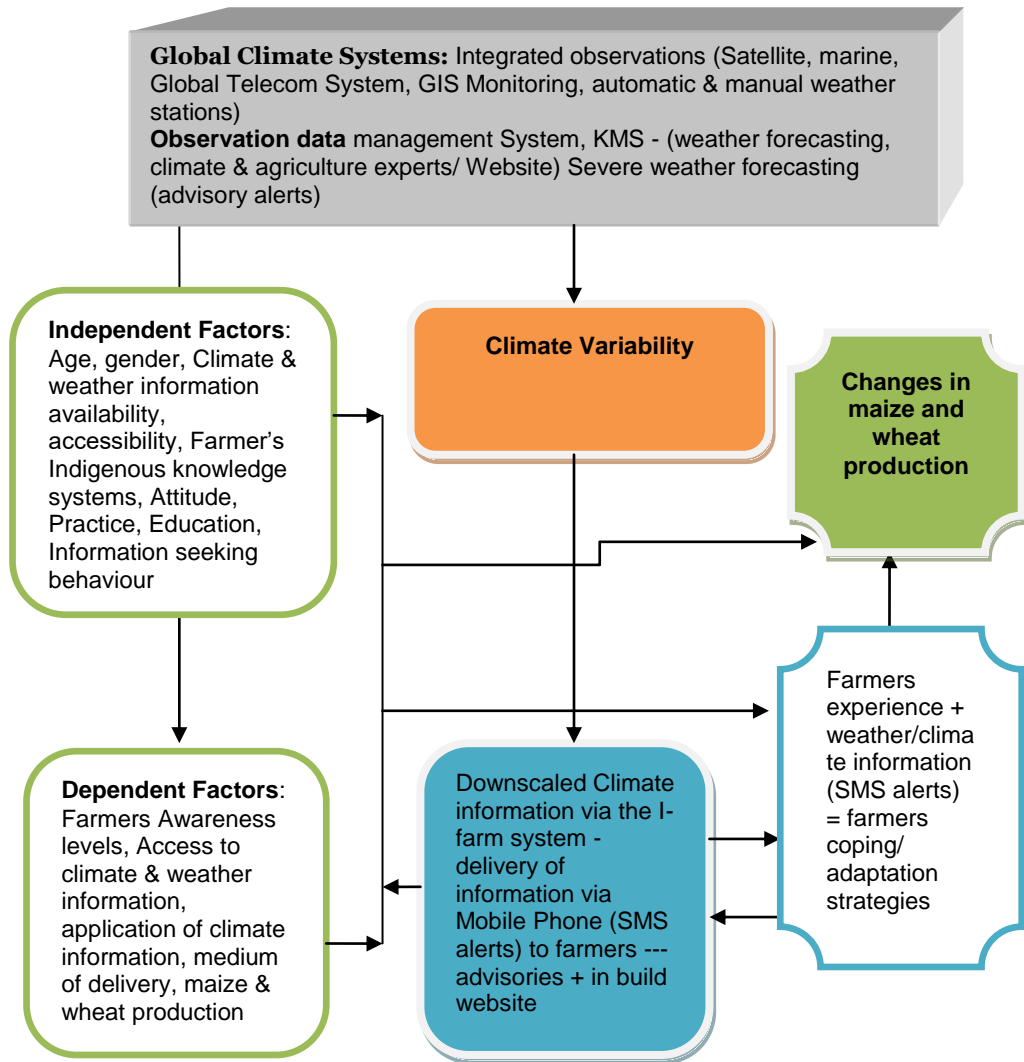 Global Climate Systems: Integrated observations (Satellite, marine,
Global Telecom System, GIS Monitoring, automatic & manual weather
stations)
Observation data management System, KMS - (weather forecasting,
climate & agriculture experts/ Website) Severe weather forecasting
(advisory alerts)
Independent Factors:
Age, gender, Climate &
weather information
availability,
accessibility, Farmer’s
Indigenous knowledge
systems, Attitude,
Practice, Education,
Information seeking
behaviour
Climate Variability
Changes in
maize and
wheat
production
Dependent Factors:
Farmers Awareness
levels, Access to
climate & weather
information,
application of climate
information, medium
of delivery, maize &
wheat production
Downscaled Climate
information via the I-
farm system -
delivery of
information via
Mobile Phone (SMS
alerts) to farmers ---
advisories + in build
website
Farmers
experience +
weather/clima
te information
(SMS alerts)
= farmers
coping/
adaptation
strategies